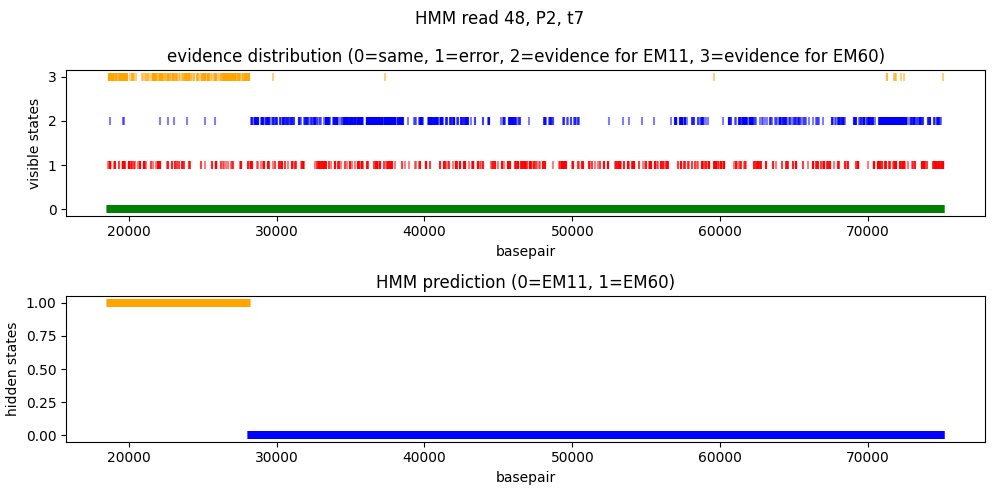 HMM read 48, P2, t7
evidence distribution (0=same, 1=error, 2=evidence for EM11, 3=evidence for EM60)
visible states
3
2
1
0
20000 30000 40000 50000 60000 70000
basepair
HMM prediction (0=EM11, 1=EM60)
hidden states
1.00
0.75
0.50
0.25
0.00
20000 30000 40000 50000 60000 70000
basepair